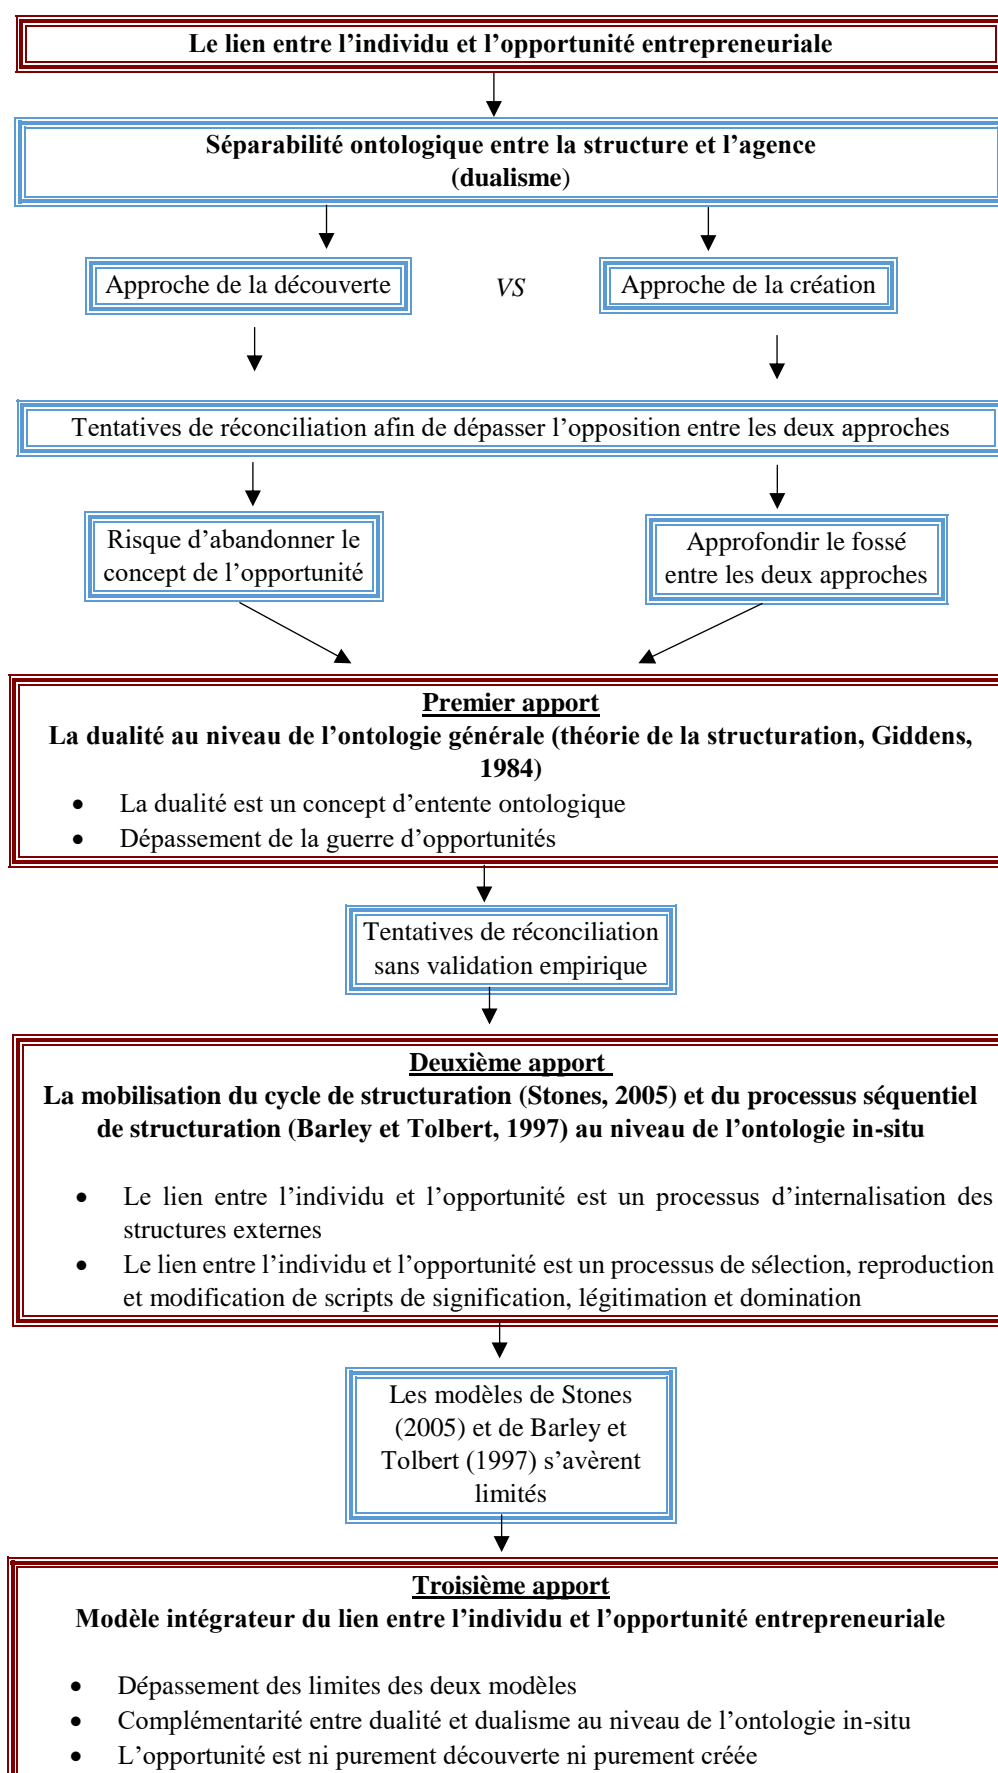 Le lien entre l’individu et l’opportunité entrepreneuriale
Séparabilité ontologique entre la structure et l’agence
(dualisme)
Approche de la découverte
VS
Approche de la création
Tentatives de réconciliation afin de dépasser l’opposition entre les deux approches
Risque d’abandonner le
concept de l’opportunité
Approfondir le fossé
entre les deux approches
Premier apport
La dualité au niveau de l’ontologie générale (théorie de la structuration, Giddens,
1984)
• La dualité est un concept d’entente ontologique
• Dépassement de la guerre d’opportunités
Tentatives de réconciliation
sans validation empirique
Deuxième apport
La mobilisation du cycle de structuration (Stones, 2005) et du processus séquentiel
de structuration (Barley et Tolbert, 1997) au niveau de l’ontologie in-situ
• Le lien entre l’individu et l’opportunité est un processus d’internalisation des
structures externes
• Le lien entre l’individu et l’opportunité est un processus de sélection, reproduction
et modification de scripts de signification, légitimation et domination
Les modèles de Stones
(2005) et de Barley et
Tolbert (1997) s’avèrent
limités
Troisième apport
Modèle intégrateur du lien entre l’individu et l’opportunité entrepreneuriale
• Dépassement des limites des deux modèles
• Complémentarité entre dualité et dualisme au niveau de l’ontologie in-situ
• L’opportunité est ni purement découverte ni purement créée